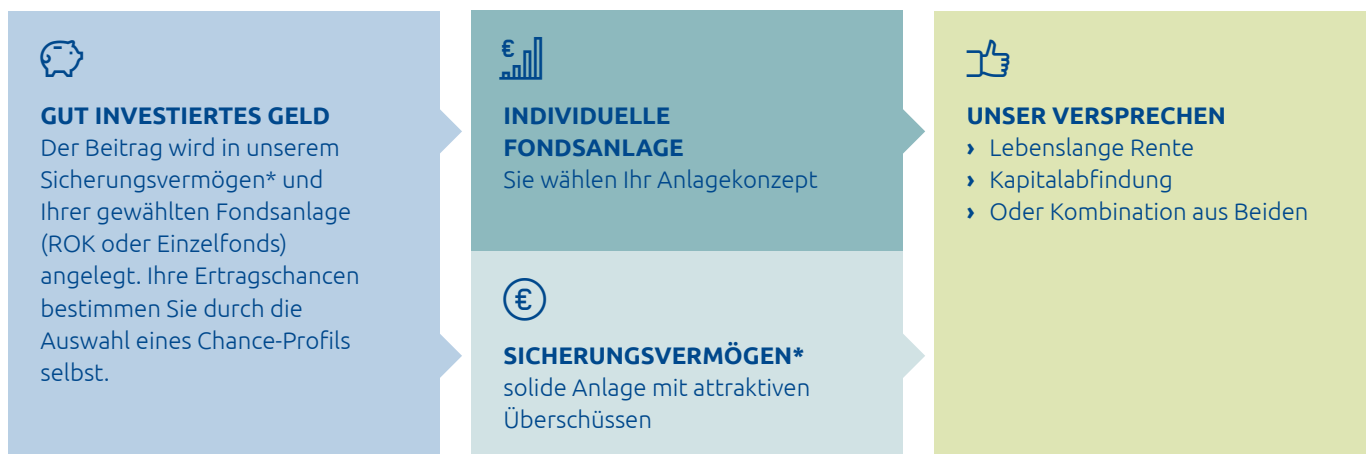 GUT INVESTIERTES GELD
Der Beitrag wird in unserem
Sicherungsvermögen* und
Ihrer gewählten Fondsanlage
(ROK oder Einzelfonds)
angelegt. Ihre Ertragschancen
bestimmen Sie durch die
Auswahl eines Chance-Profils
selbst.
€
INDIVIDUELLE
FONDSANLAGE
Sie wählen Ihr Anlagekonzept
€
SICHERUNGSVERMÖGEN*
solide Anlage mit attraktiven
Überschüssen
UNSER VERSPRECHEN
› Lebenslange Rente
› Kapitalabfindung
› Oder Kombination aus Beiden